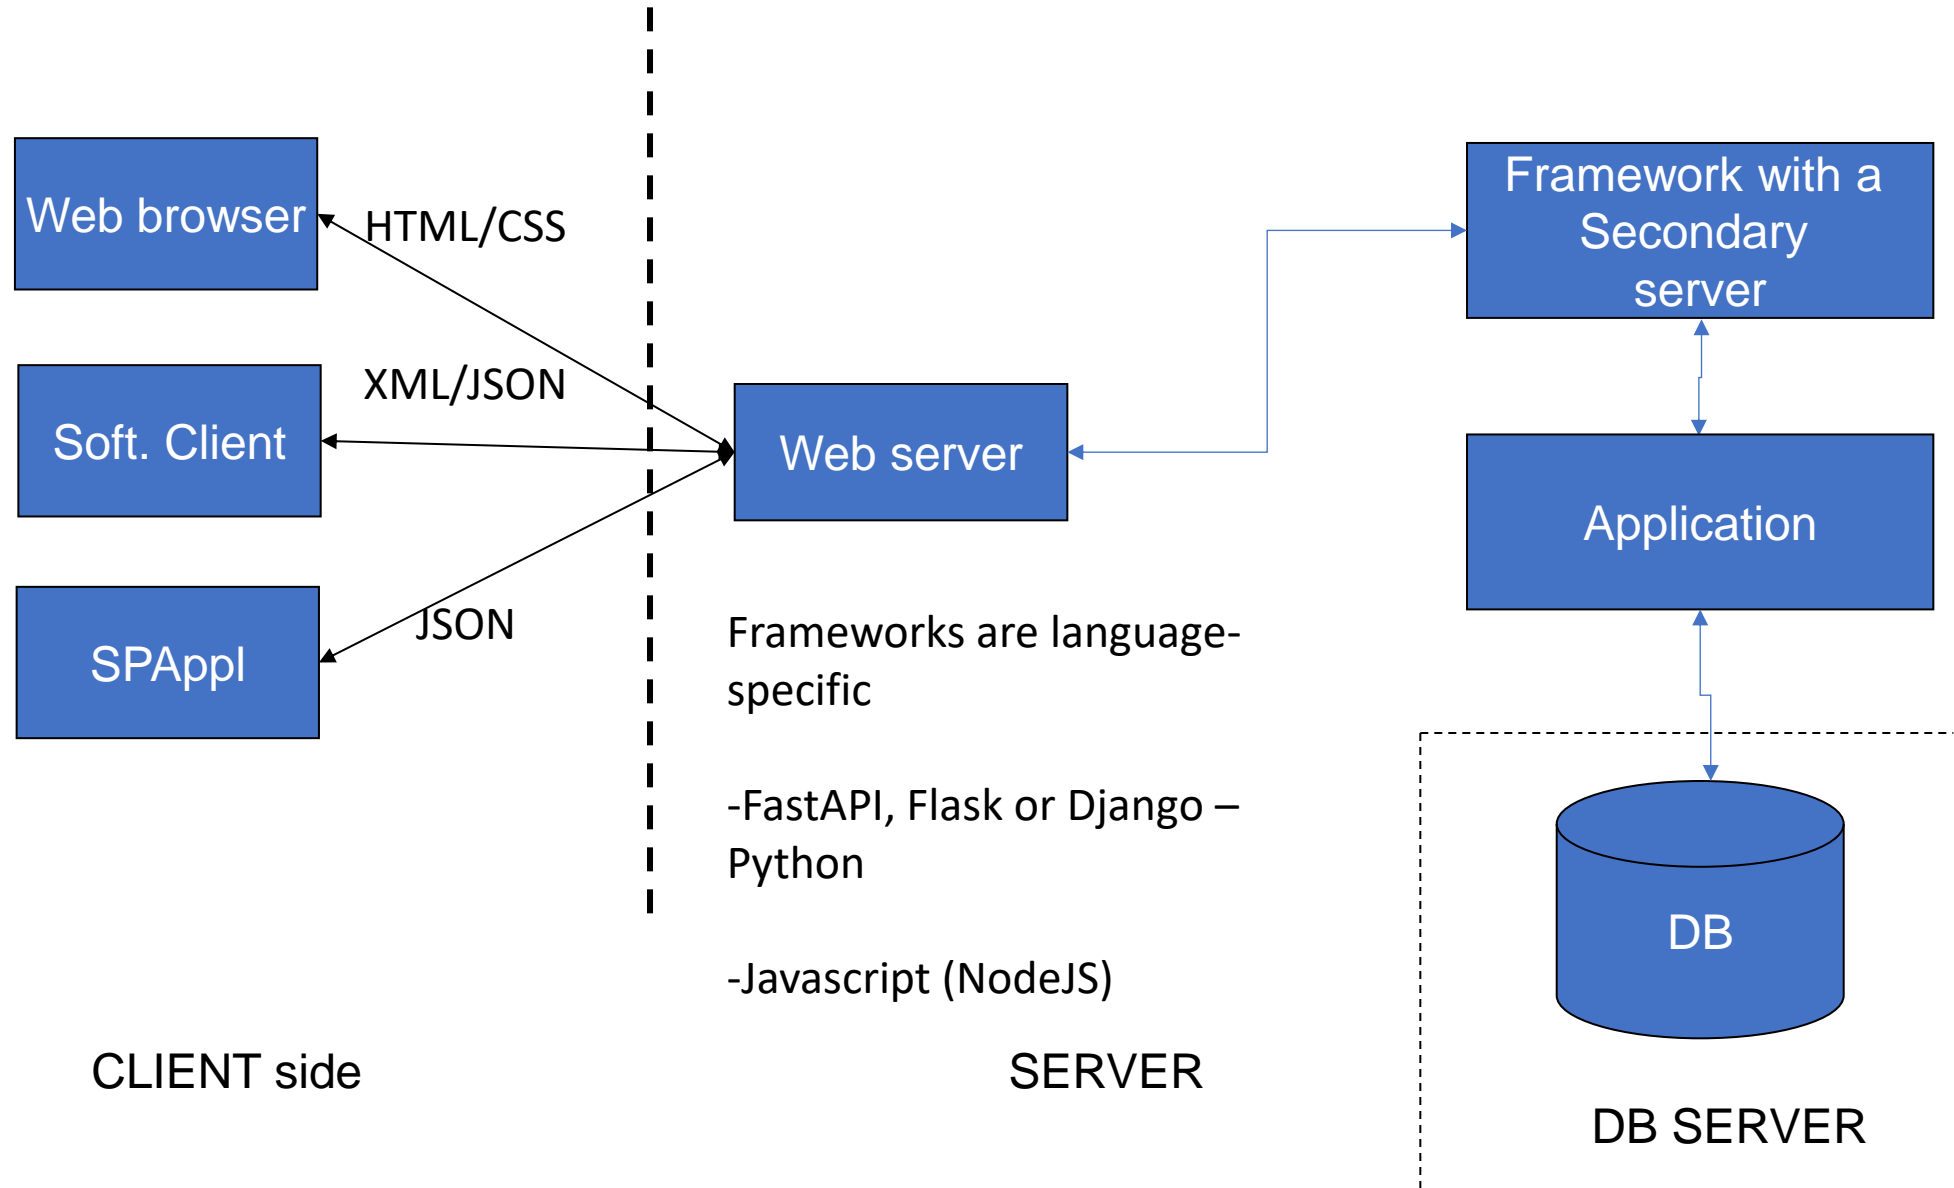 Web browser
HTML/CSS
Soft. Client
XML/JSON
SPAppl
JSON
Web server
Framework with a
Secondary
server
Application
Frameworks are language-
specific
-FastAPI, Flask or Django –
Python
-Javascript (NodeJS)
DB
CLIENT side
SERVER
DB SERVER